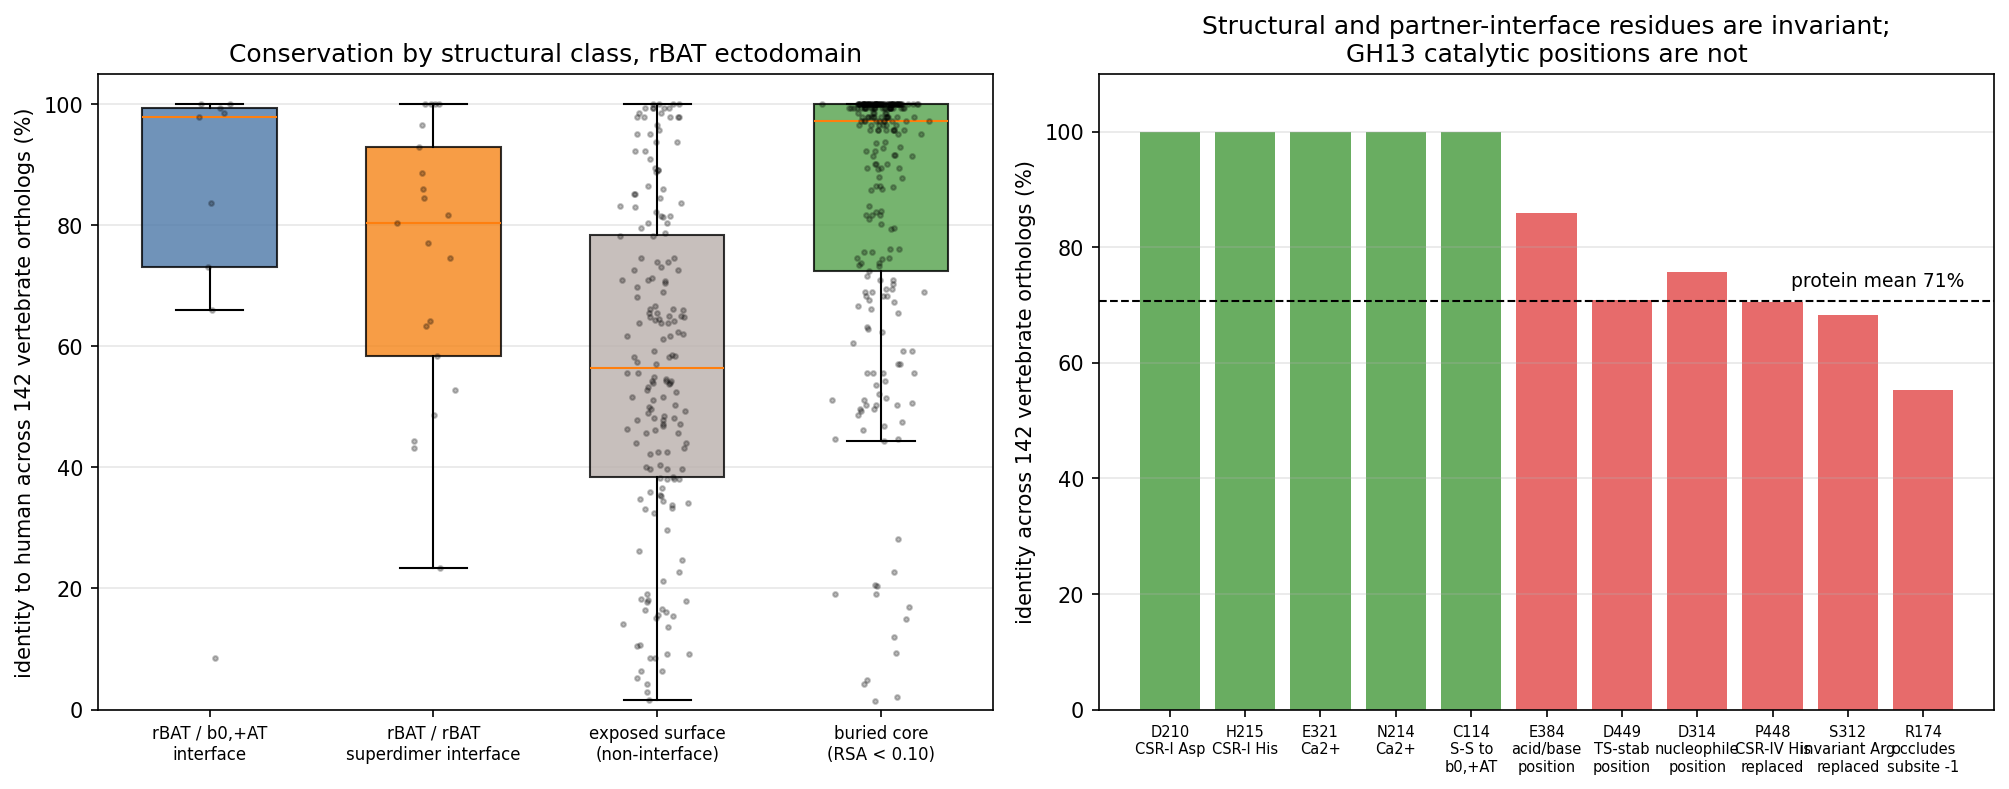 Conservation by structural class, rBAT ectodomain
identity to human across 142 vertebrate orthologs (%)
100
80
60
40
20
0
rBAT / b0,+AT
interface
rBAT / rBAT
superdimer interface
exposed surface
(non-interface)
buried core
(RSA < 0.10)
Structural and partner-interface residues are invariant;
GH13 catalytic positions are not
identity across 142 vertebrate orthologs (%)
100
80
60
40
20
0
protein mean 71%
D210
CSR-I Asp
H215
CSR-I His
E321
Ca2+
N214
Ca2+
C114
S-S to
b0,+AT
E384
acid/base
position
D449
TS-stab
position
D314
nucleophile
position
P448
CSR-IV His
replaced
S312
invariant Arg
replaced
R174
occludes
subsite -1